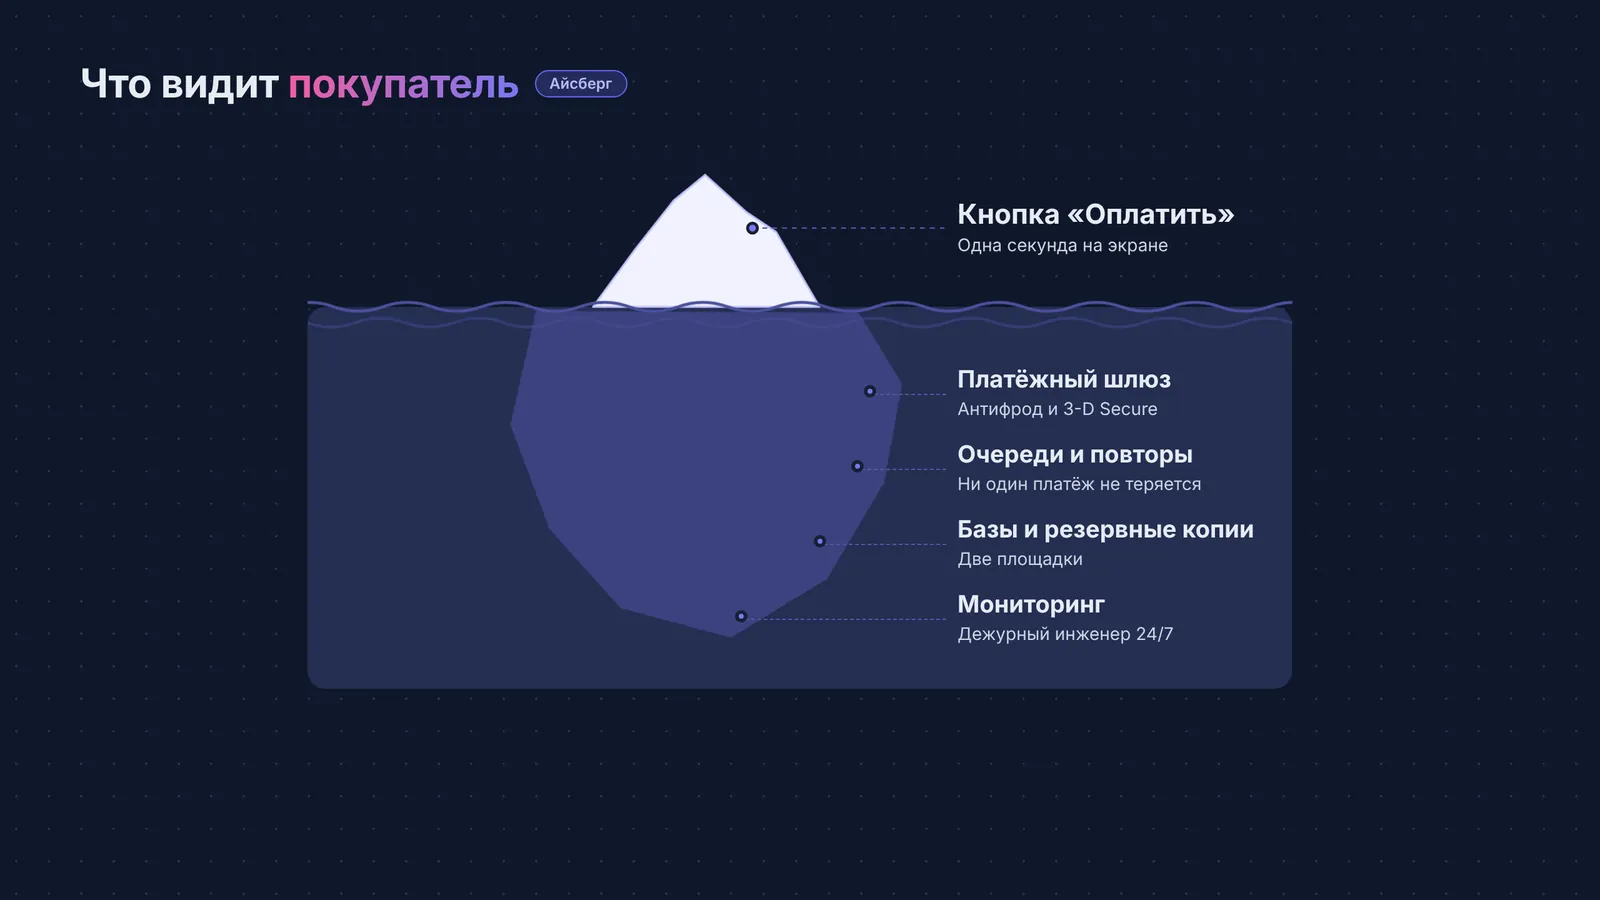 Что видит покупатель
Айсберг
Кнопка «Оплатить»
Одна секунда на экране
Платёжный шлюз
Антифрод и 3-D Secure
Очереди и повторы
Ни один платёж не теряется
Базы и резервные копии
Две площадки
Мониторинг
Дежурный инженер 24/7